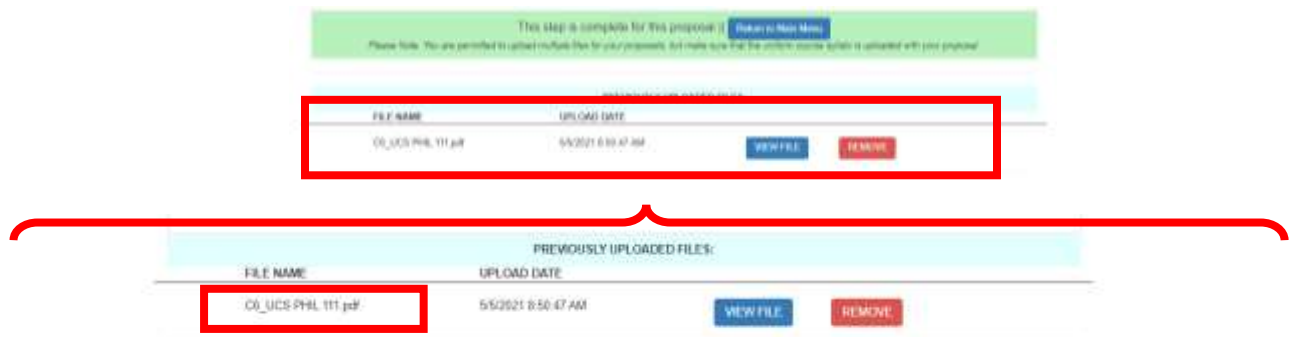 This step is complete for this proposal || Return to Main Menu
Please Note: You are permitted to upload multiple files for your proposals, but make sure that the uniform course syllabi is uploaded with your proposal
PREVIOUSLY UPLOADED FILES:
FILE NAME UPLOAD DATE
C6_UCS PHIL 111.pdf 5/5/2021 8:50:47 AM VIEW FILE REMOVE
PREVIOUSLY UPLOADED FILES:
FILE NAME UPLOAD DATE
C6_UCS PHIL 111.pdf 5/5/2021 8:50:47 AM VIEW FILE REMOVE